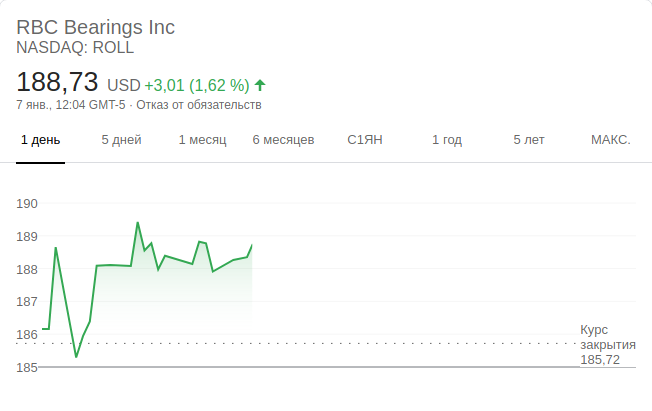 RBC Bearings Inc
NASDAQ: ROLL
188,73 USD +3,01 (1,62 %)
7 янв., 12:04 GMT-5 · Отказ от обязательств
1 день 5 дней 1 месяц 6 месяцев С1ЯН 1 год 5 лет МАКС.
190
189
188
187
186
185
Курс
закрытия
185,72